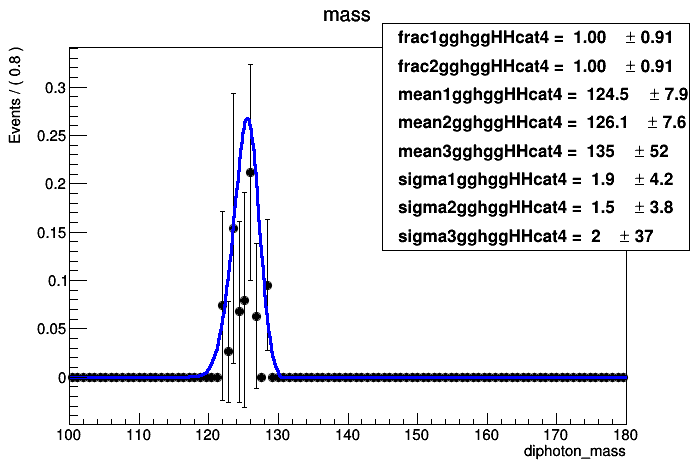 mass
frac1gghggHHcat4 = 1.00 ± 0.91
frac2gghggHHcat4 = 1.00 ± 0.91
mean1gghggHHcat4 = 124.5 ± 7.9
mean2gghggHHcat4 = 126.1 ± 7.6
mean3gghggHHcat4 = 135 ± 52
sigma1gghggHHcat4 = 1.9 ± 4.2
sigma2gghggHHcat4 = 1.5 ± 3.8
sigma3gghggHHcat4 = 2 ± 37
Events / ( 0.8 )
0.3
0.25
0.2
0.15
0.1
0.05
0
100 110 120 130 140 150 160 170 180
diphoton_mass